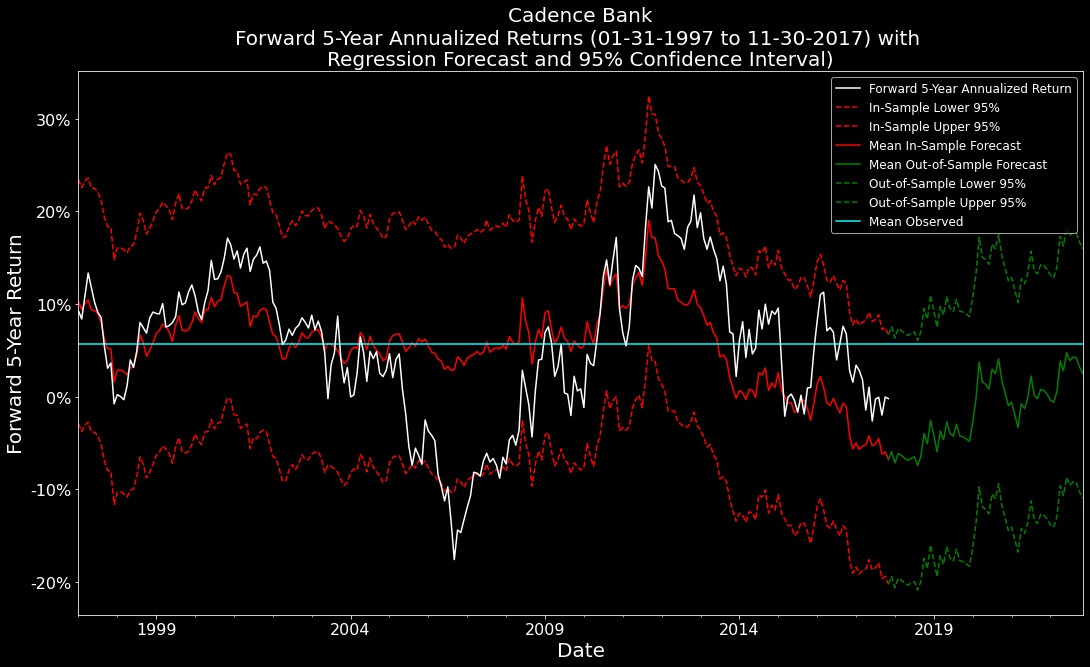 Cadence Bank
Forward 5-Year Annualized Returns (01-31-1997 to 11-30-2017) with
Regression Forecast and 95% Confidence Interval)
Forward 5-Year Annualized Return
In-Sample Lower 95%
In-Sample Upper 95%
Mean In-Sample Forecast
Mean Out-of-Sample Forecast
Out-of-Sample Lower 95%
Out-of-Sample Upper 95%
Mean Observed
Forward 5-Year Return
30%
20%
10%
0%
-10%
-20%
1999 2004 2009 2014 2019
Date